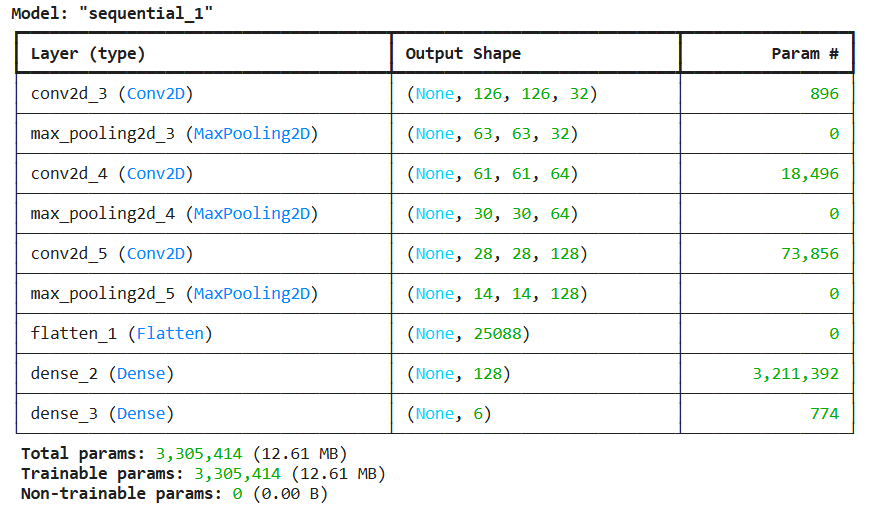 Model: "sequential_1"
Layer (type) Output Shape Param #
conv2d_3 (Conv2D) (None, 126, 126, 32) 896
max_pooling2d_3 (MaxPooling2D) (None, 63, 63, 32) 0
conv2d_4 (Conv2D) (None, 61, 61, 64) 18,496
max_pooling2d_4 (MaxPooling2D) (None, 30, 30, 64) 0
conv2d_5 (Conv2D) (None, 28, 28, 128) 73,856
max_pooling2d_5 (MaxPooling2D) (None, 14, 14, 128) 0
flatten_1 (Flatten) (None, 25088) 0
dense_2 (Dense) (None, 128) 3,211,392
dense_3 (Dense) (None, 6) 774
Total params: 3,305,414 (12.61 MB)
Trainable params: 3,305,414 (12.61 MB)
Non-trainable params: 0 (0.00 B)